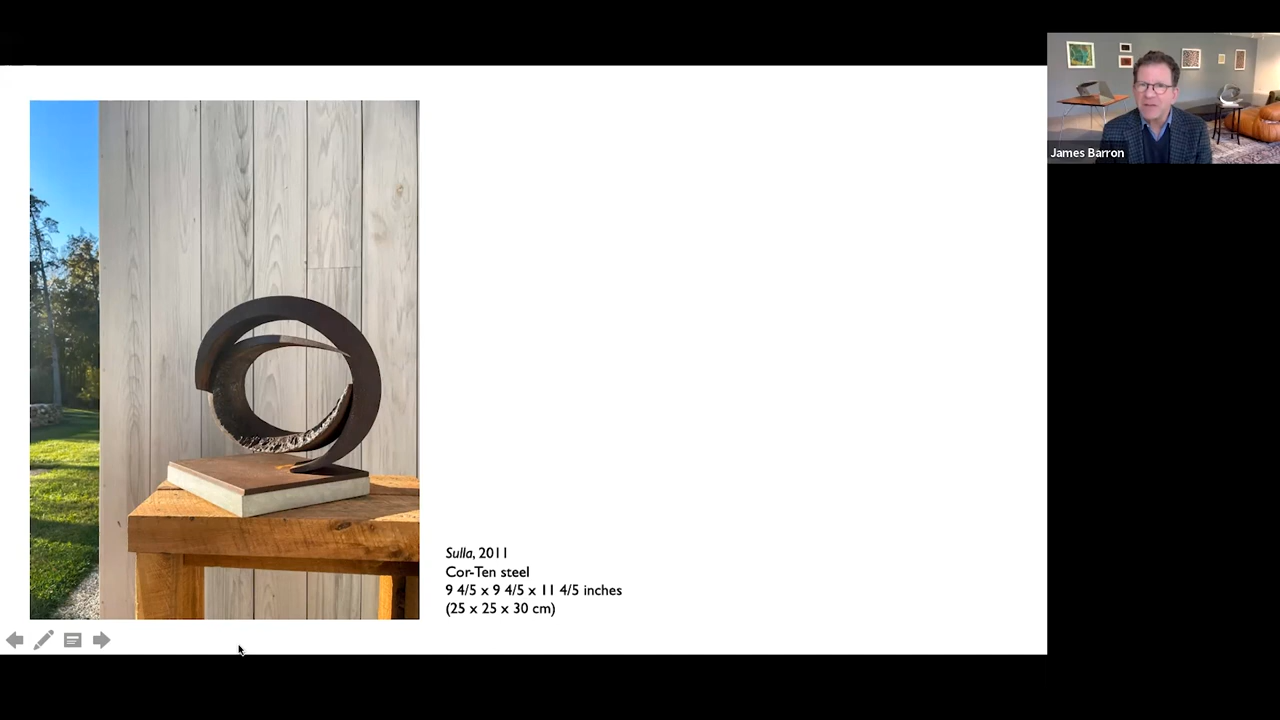 James Barron
Sulla, 2011
Cor-Ten steel
9 4/5 x 9 4/5 x 11 4/5 inches
(25 x 25 x 30 cm)